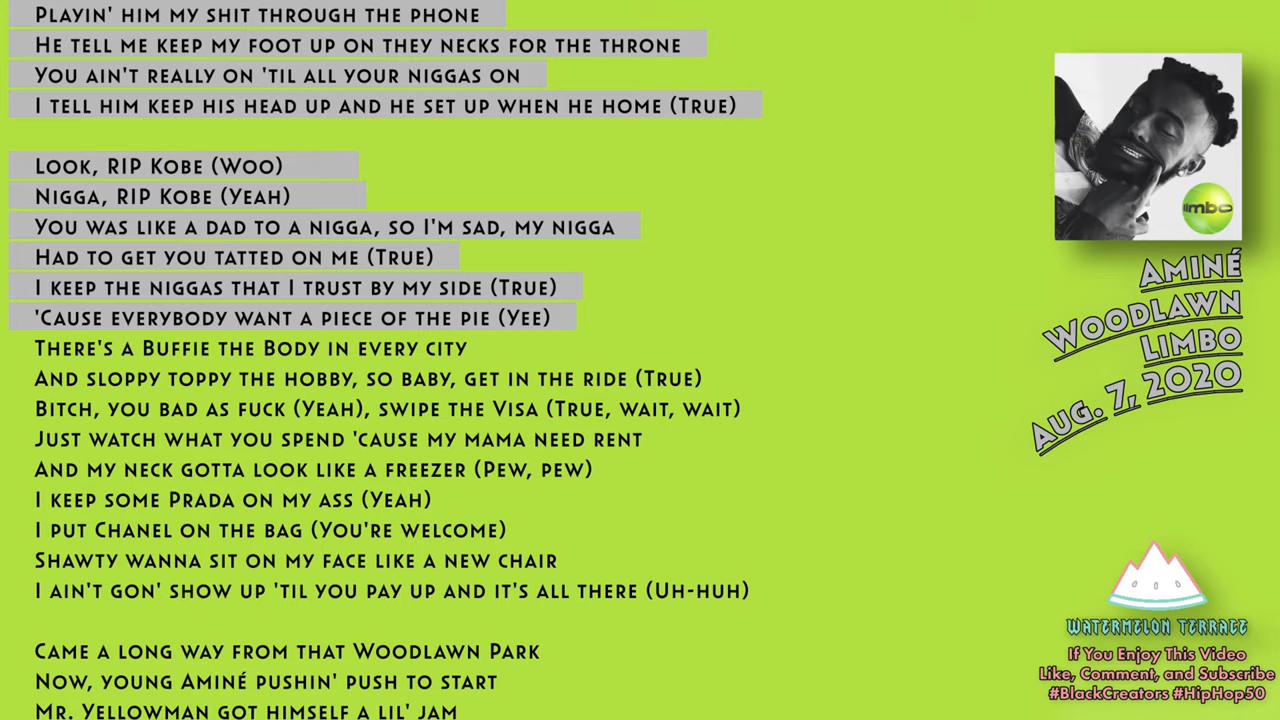 Playin' him my shit through the phone
He tell me keep my foot up on they necks for the throne
You ain't really on 'til all your niggas on
I tell him keep his head up and he set up when he home (True)
Look, RIP Kobe (Woo)
Nigga, RIP Kobe (Yeah)
You was like a dad to a nigga, so I'm sad, my nigga
Had to get you tatted on me (True)
I keep the niggas that I trust by my side (True)
'Cause everybody want a piece of the pie (Yee)
There's a Buffie the Body in every city
And sloppy toppy the hobby, so baby, get in the ride (True)
Bitch, you bad as fuck (Yeah), swipe the Visa (True, wait, wait)
Just watch what you spend 'cause my mama need rent
And my neck gotta look like a freezer (Pew, pew)
I keep some Prada on my ass (Yeah)
I put Chanel on the bag (You're welcome)
Shawty wanna sit on my face like a new chair
I ain't gon' show up 'til you pay up and it's all there (Uh-huh)
Came a long way from that Woodlawn Park
Now, young Aminé pushin' push to start
Mr. Yellowman got himself a lil' jam
limbo
Aminé
Woodlawn
Limbo
Aug. 7, 2020
Watermelon Terrace
If You Enjoy This Video
Like, Comment, and Subscribe
#BlackCreators #HipHop50